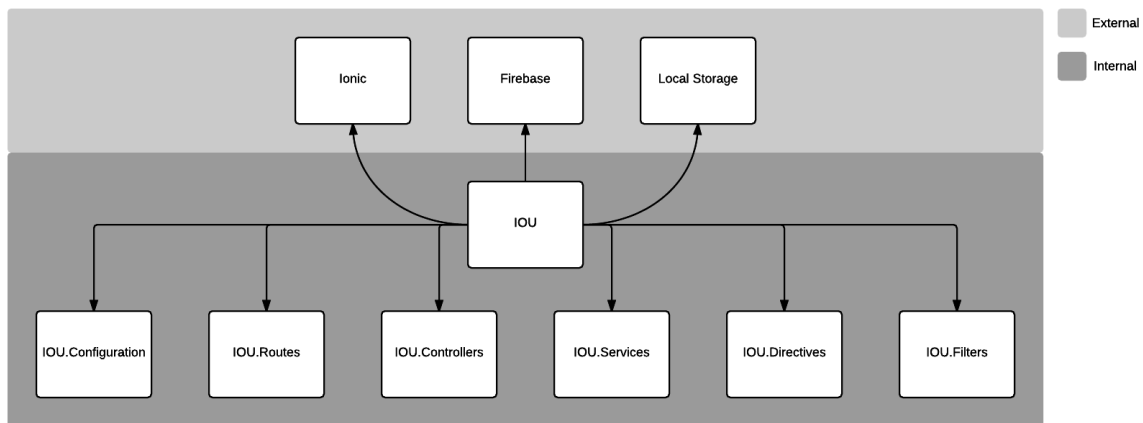 External
Internal
Ionic
Firebase
Local Storage
IOU
IOU.Configuration
IOU.Routes
IOU.Controllers
IOU.Services
IOU.Directives
IOU.Filters